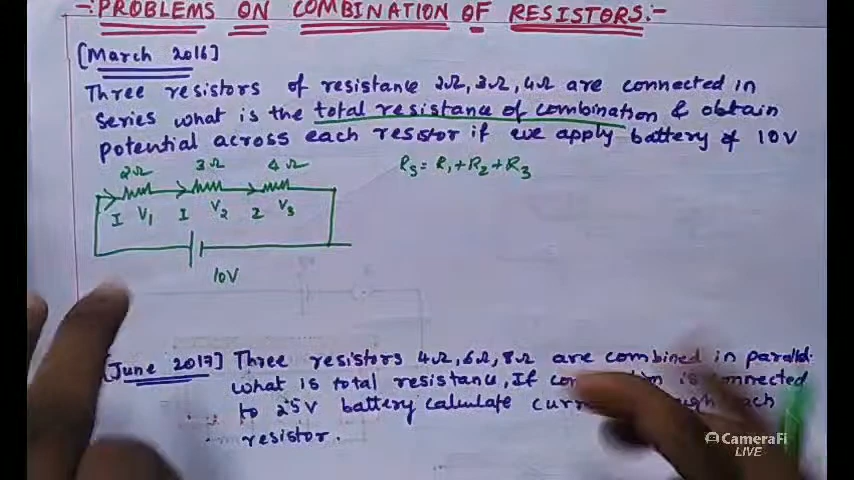 -:PROBLEMS ON COMBINATION OF RESISTORS:-
[March 2016]
Three resistors of resistance 2Ω, 3Ω, 4Ω are connected in
series what is the total resistance of combination & obtain
potential across each resistor if we apply battery of 10V
2Ω 3Ω 4Ω
Rs = R1 + R2 + R3
I V1 I V2 I V3
10V
[June 2017] Three resistors 4Ω, 6Ω, 8Ω are combined in parallel.
what is total resistance, If is connected
to 25V battery calculate each
resistor.
CameraFi
LIVE